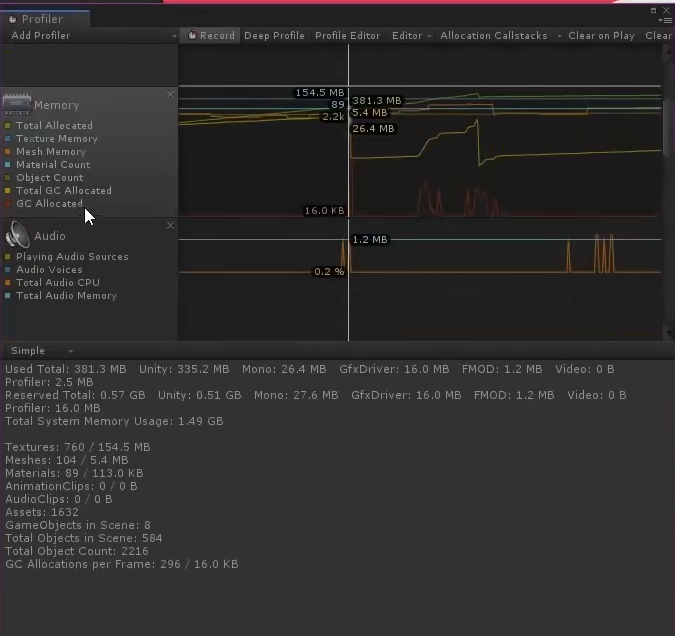 Profiler
Add Profiler Record Deep Profile Profile Editor Editor Allocation Callstacks Clear on Play Clear
Memory
Total Allocated
Texture Memory
Mesh Memory
Material Count
Object Count
Total GC Allocated
GC Allocated
154.5 MB
89
2.2k
381.3 MB
5.4 MB
26.4 MB
16.0 KB
Audio
Playing Audio Sources
Audio Voices
Total Audio CPU
Total Audio Memory
1.2 MB
0.2 %
Simple
Used Total: 381.3 MB Unity: 335.2 MB Mono: 26.4 MB GfxDriver: 16.0 MB FMOD: 1.2 MB Video: 0 B
Profiler: 2.5 MB
Reserved Total: 0.57 GB Unity: 0.51 GB Mono: 27.6 MB GfxDriver: 16.0 MB FMOD: 1.2 MB Video: 0 B
Profiler: 16.0 MB
Total System Memory Usage: 1.49 GB
Textures: 760 / 154.5 MB
Meshes: 104 / 5.4 MB
Materials: 89 / 113.0 KB
AnimationClips: 0 / 0 B
AudioClips: 0 / 0 B
Assets: 1632
GameObjects in Scene: 8
Total Objects in Scene: 584
Total Object Count: 2216
GC Allocations per Frame: 296 / 16.0 KB